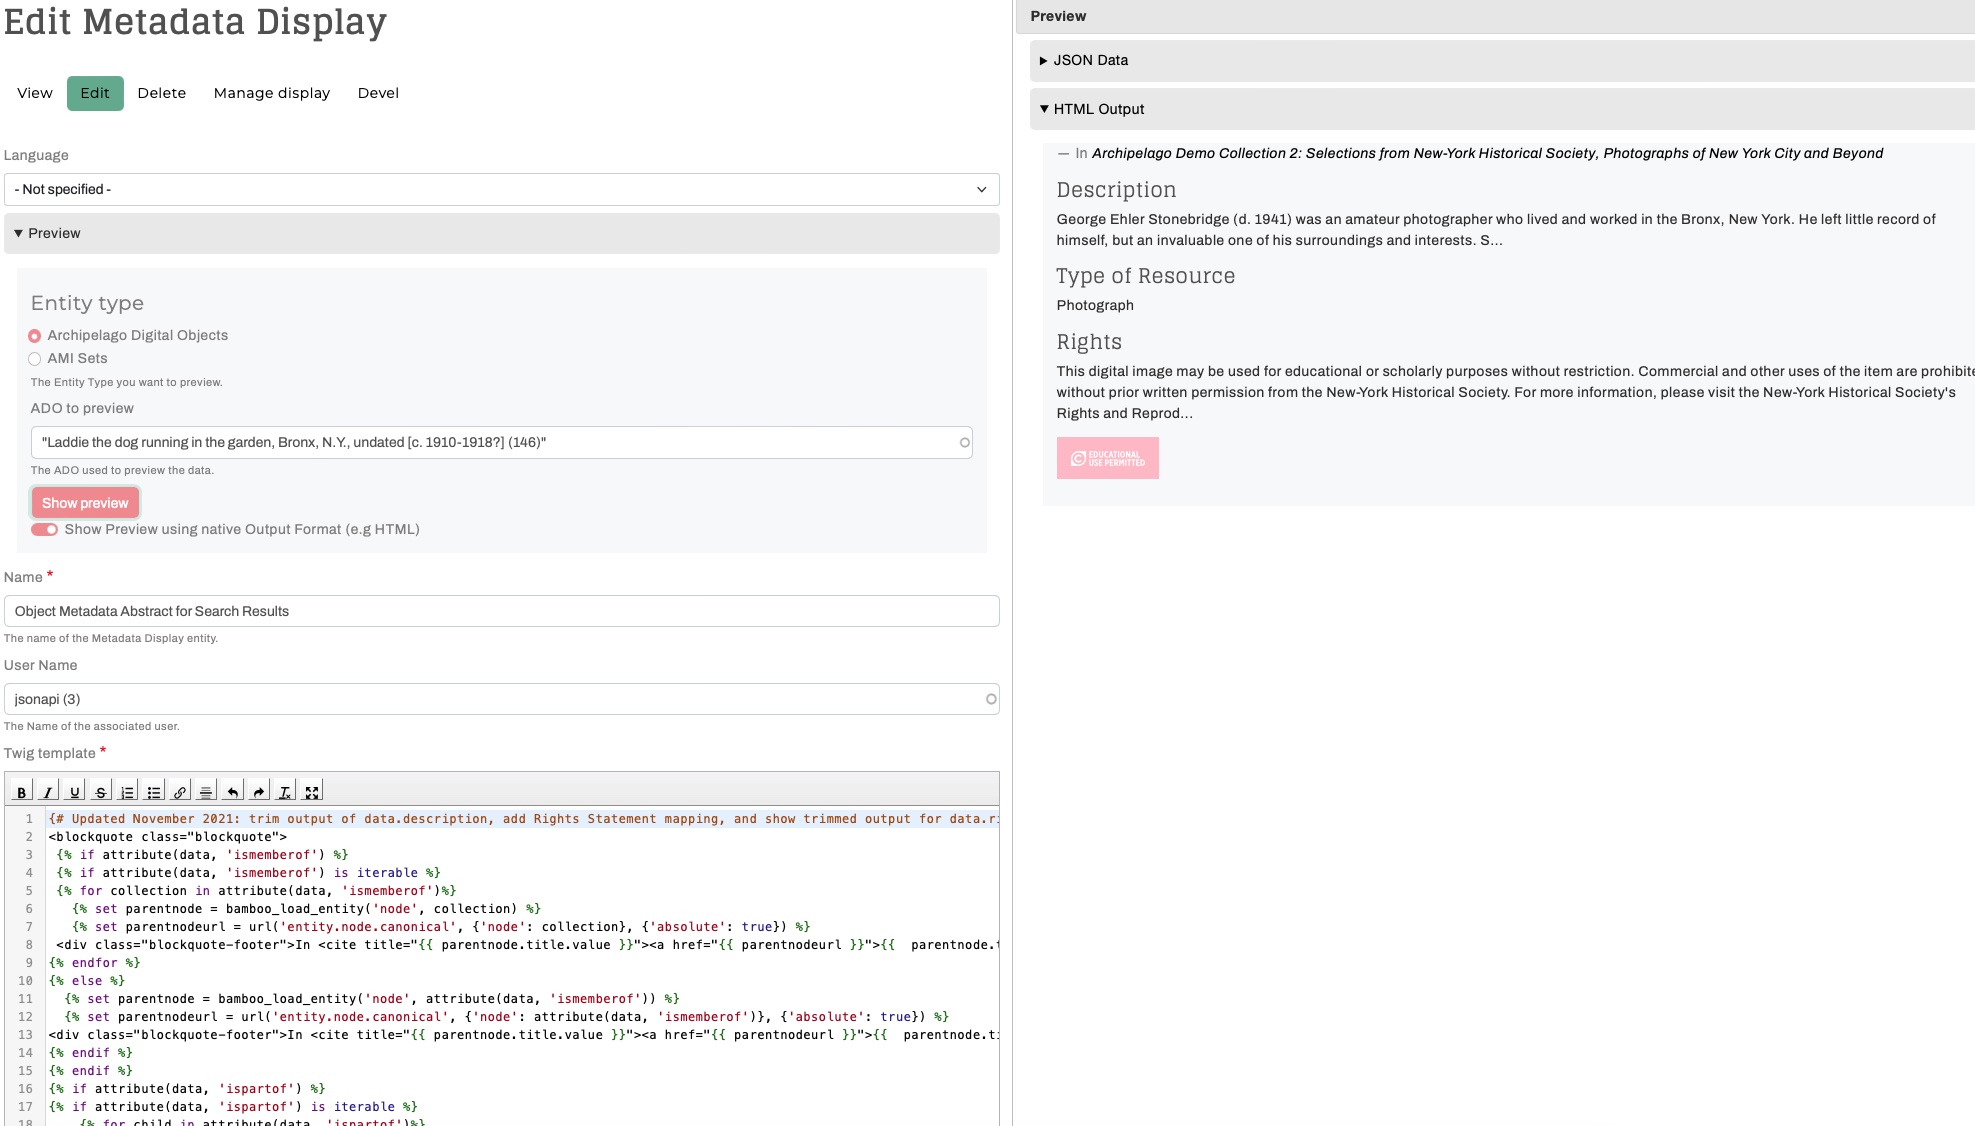 Edit Metadata Display
View Edit Delete Manage display Devel
Language
- Not specified -
Preview
Entity type
Archipelago Digital Objects
AMI Sets
The Entity Type you want to preview.
ADO to preview
"Laddie the dog running in the garden, Bronx, N.Y., undated [c. 1910-1918?] (146)"
The ADO used to preview the data.
Show preview
Show Preview using native Output Format (e.g HTML)
Name *
Object Metadata Abstract for Search Results
The name of the Metadata Display entity.
User Name
jsonapi (3)
The Name of the associated user.
Twig template *
B I U S
1 {# Updated November 2021: trim output of data.description, add Rights Statement mapping, and show trimmed output for data.ri
2 <blockquote class="blockquote">
3 {% if attribute(data, 'ismemberof') %}
4 {% if attribute(data, 'ismemberof') is iterable %}
5 {% for collection in attribute(data, 'ismemberof')%}
6 {% set parentnode = bamboo_load_entity('node', collection) %}
7 {% set parentnodeurl = url('entity.node.canonical', {'node': collection}, {'absolute': true}) %}
8 <div class="blockquote-footer">In <cite title="{{ parentnode.title.value }}"><a href="{{ parentnodeurl }}">{{  parentnode.t
9 {% endfor %}
10 {% else %}
11 {% set parentnode = bamboo_load_entity('node', attribute(data, 'ismemberof')) %}
12 {% set parentnodeurl = url('entity.node.canonical', {'node': attribute(data, 'ismemberof')}, {'absolute': true}) %}
13 <div class="blockquote-footer">In <cite title="{{ parentnode.title.value }}"><a href="{{ parentnodeurl }}">{{  parentnode.ti
14 {% endif %}
15 {% endif %}
16 {% if attribute(data, 'ispartof') %}
17 {% if attribute(data, 'ispartof') is iterable %}
18 {% for child in attribute(data, 'ispartof')%}
Preview
JSON Data
HTML Output
— In Archipelago Demo Collection 2: Selections from New-York Historical Society, Photographs of New York City and Beyond
Description
George Ehler Stonebridge (d. 1941) was an amateur photographer who lived and worked in the Bronx, New York. He left little record of
himself, but an invaluable one of his surroundings and interests. S...
Type of Resource
Photograph
Rights
This digital image may be used for educational or scholarly purposes without restriction. Commercial and other uses of the item are prohibite
without prior written permission from the New-York Historical Society. For more information, please visit the New-York Historical Society's
Rights and Reprod...
EDUCATIONAL
USE PERMITTED